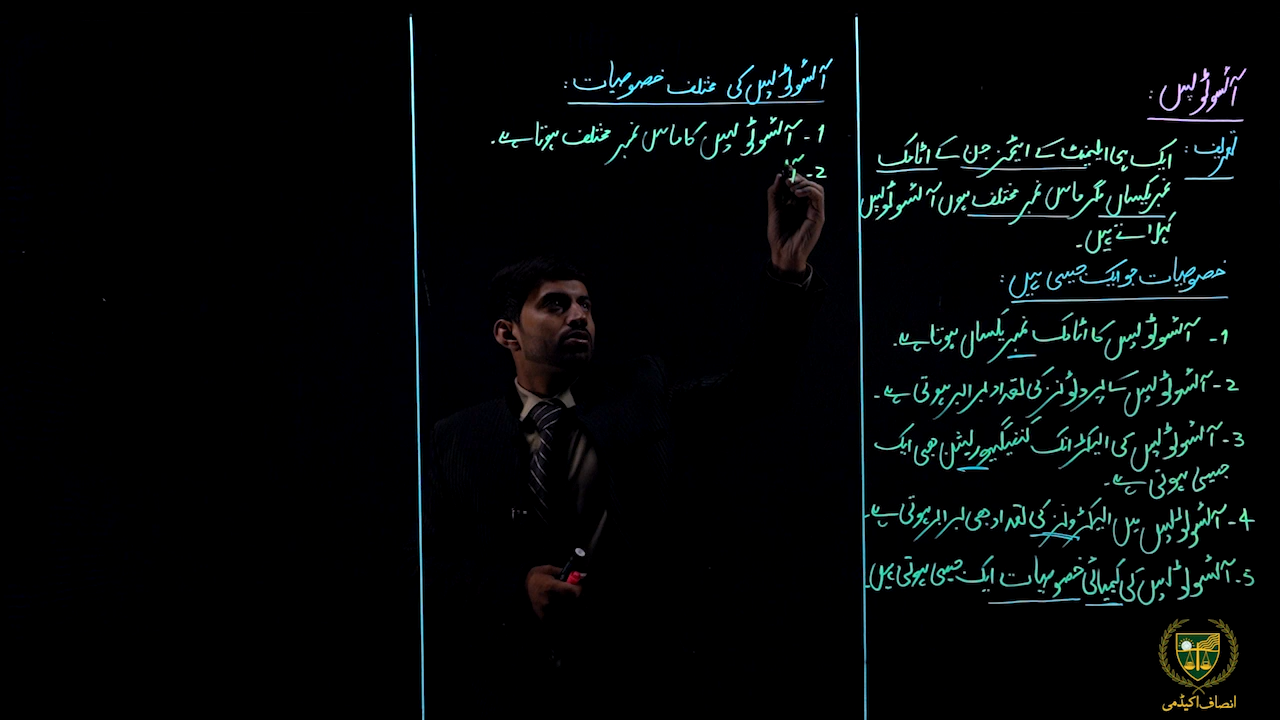 آئسوٹوپس:
تعریف: ایک ہی ایلیمنٹ کے ایٹمز جن کے اٹامک
نمبر یکساں مگر ماس نمبر مختلف ہوں آئسوٹوپس
کہلاتے ہیں۔
خصوصیات جو ایک جیسی ہیں:
1- آئسوٹوپس کا اٹامک نمبر یکساں ہوتا ہے۔
2- آئسوٹوپس کے پروٹونز کی تعداد برابر ہوتی ہے۔
3- آئسوٹوپس کی الیکٹرانک کنفیگیوریشن بھی ایک
جیسی ہوتی ہے۔
4- آئسوٹوپس میں الیکٹرونز کی تعداد بھی برابر ہوتی ہے۔
5- آئسوٹوپس کی کیمیائی خصوصیات ایک جیسی ہوتی ہیں۔
آئسوٹوپس کی مختلف خصوصیات:
1- آئسوٹوپس کا ماس نمبر مختلف ہوتا ہے۔
2- آ
انصاف اکیڈمی